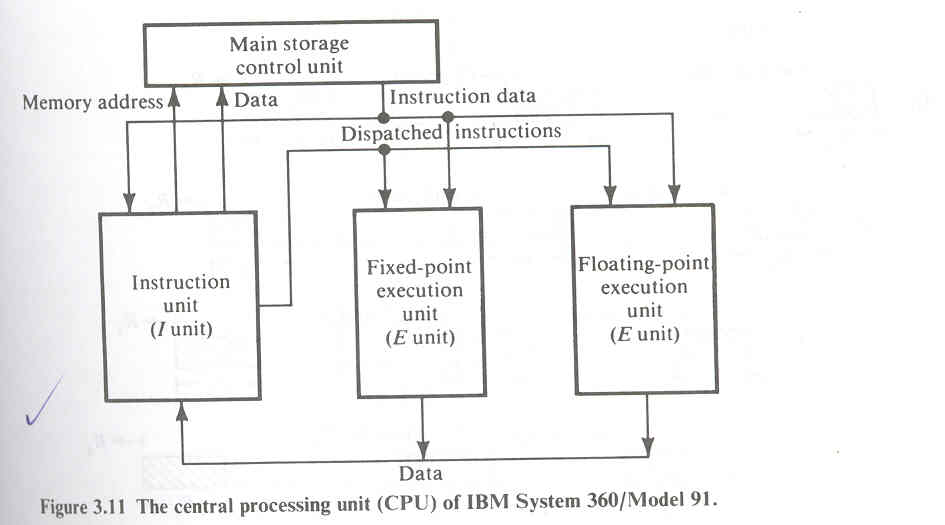 Main storage
control unit
Memory address
Data
Instruction data
Dispatched instructions
Instruction
unit
(I unit)
Fixed-point
execution
unit
(E unit)
Floating-point
execution
unit
(E unit)
Data
Figure 3.11 The central processing unit (CPU) of IBM System 360/Model 91.